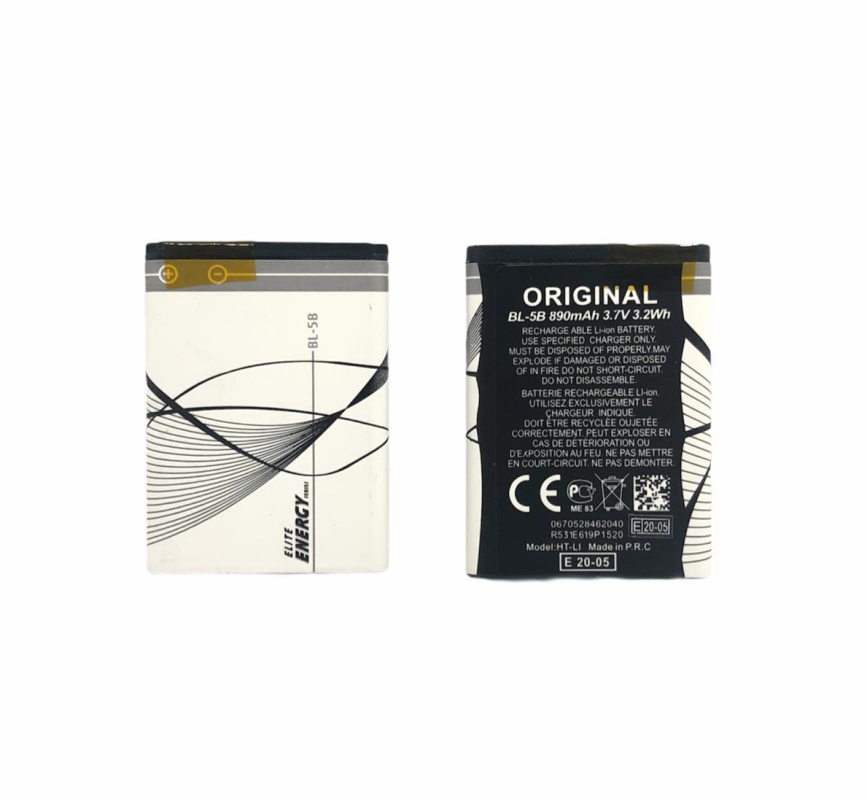 BL-5B
ELITE
ENERGY
ORIGINAL
BL-5B 890mAh 3.7V 3.2Wh
RECHARGE ABLE Li-ion BATTERY.
USE SPECIFIED CHARGER ONLY.
MUST BE DISPOSED OF PROPERLY.MAY
EXPLODE IF DAMAGED OR DISPOSED
OF IN FIRE DO NOT SHORT-CIRCUIT.
DO NOT DISASSEMBLE.
BATTERIE RECHARGEABLE Li-ion.
UTILISEZ EXCLUSIVEMENT LE
ÇHARGEUR INDIQUE.
DOIT ÊTRE RECYCLÉE OUJETÉE
CORRECTEMENT, PEUT EXPLOSER EN
CAS DE DETÉRIORATION OU
D'EXPOSITION AU FEU. NE PAS METTRE
EN COURT-CIRCUIT. NE PAS DEMONTER.
CE
ME 83
0670528462040
R531E619P1520
E 20-05
Model:HT-LI Made in P.R.C
E 20-05